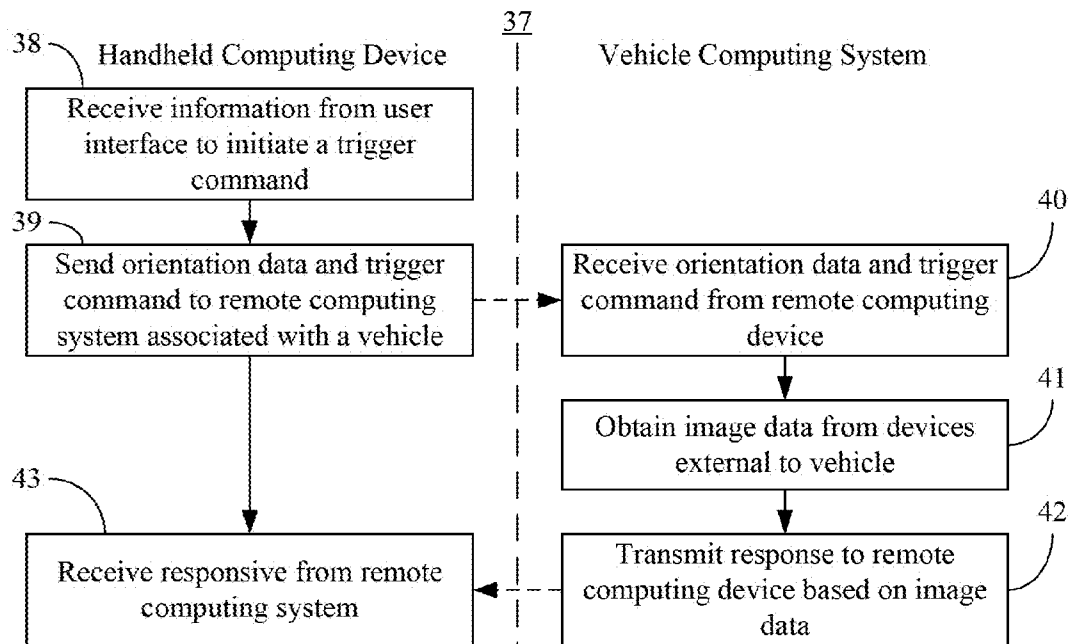 37
38
Handheld Computing Device
Vehicle Computing System
Receive information from user
interface to initiate a trigger
command
39
Send orientation data and trigger
command to remote computing
system associated with a vehicle
40
Receive orientation data and trigger
command from remote computing
device
41
Obtain image data from devices
external to vehicle
43
Receive responsive from remote
computing system
42
Transmit response to remote
computing device based on image
data